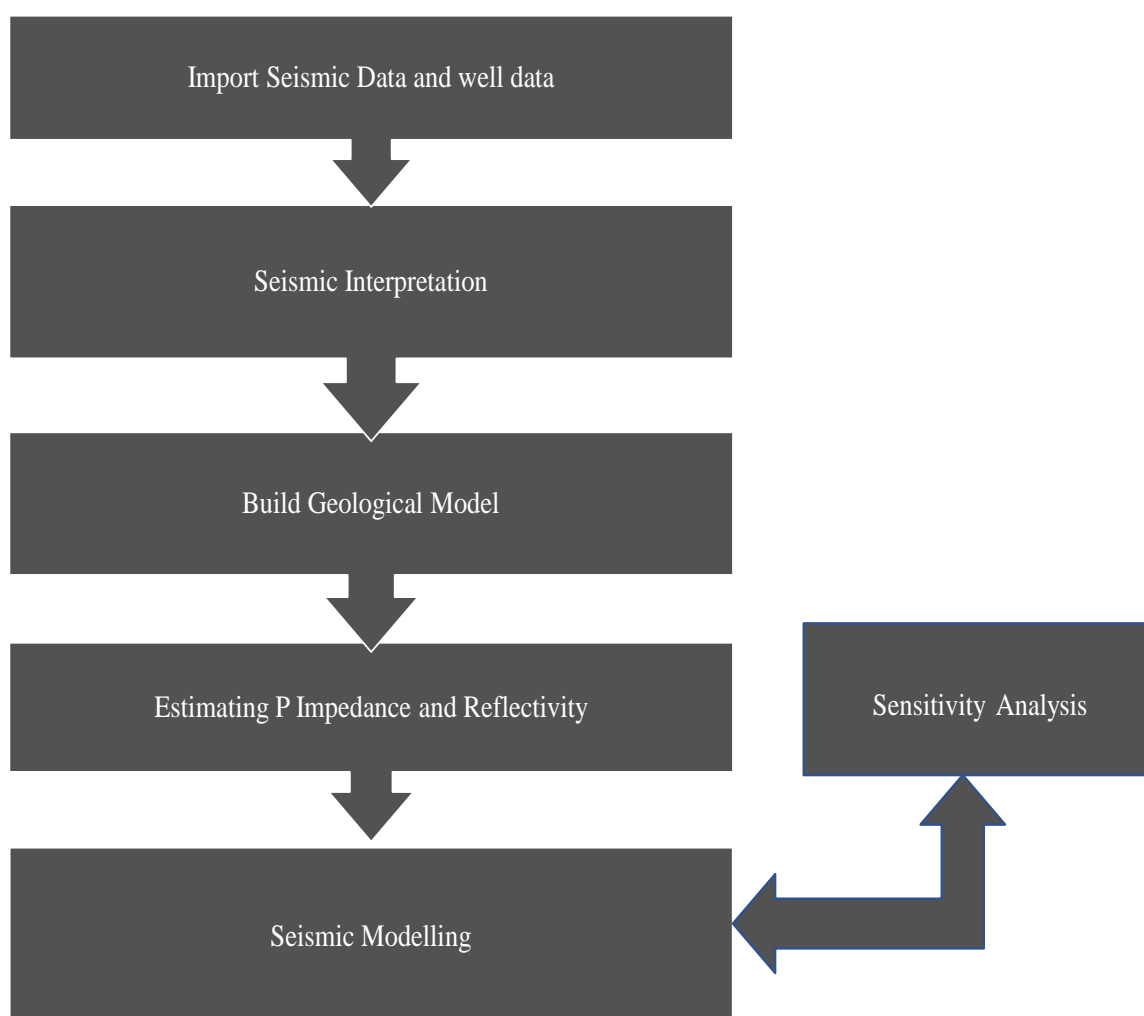 Import Seismic Data and well data
Seismic Interpretation
Build Geological Model
Estimating P Impedance and Reflectivity
Sensitivity Analysis
Seismic Modelling